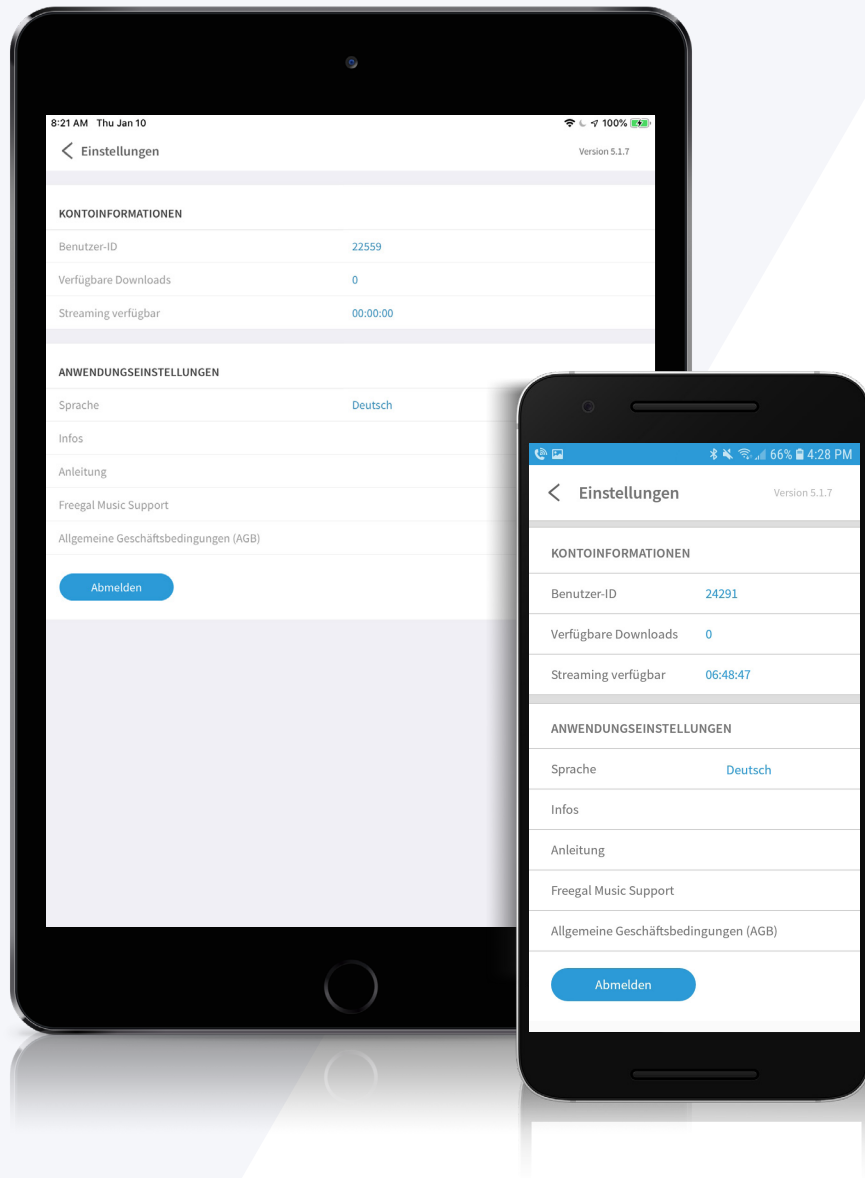 8:21 AM Thu Jan 10 100%
Einstellungen Version 5.1.7
KONTOINFORMATIONEN
Benutzer-ID 22559
Verfügbare Downloads 0
Streaming verfügbar 00:00:00
ANWENDUNGSEINSTELLUNGEN
Sprache Deutsch
Infos
Anleitung
Freegal Music Support
Allgemeine Geschäftsbedingungen (AGB)
Abmelden
66% 4:28 PM
Einstellungen Version 5.1.7
KONTOINFORMATIONEN
Benutzer-ID 24291
Verfügbare Downloads 0
Streaming verfügbar 06:48:47
ANWENDUNGSEINSTELLUNGEN
Sprache Deutsch
Infos
Anleitung
Freegal Music Support
Allgemeine Geschäftsbedingungen (AGB)
Abmelden